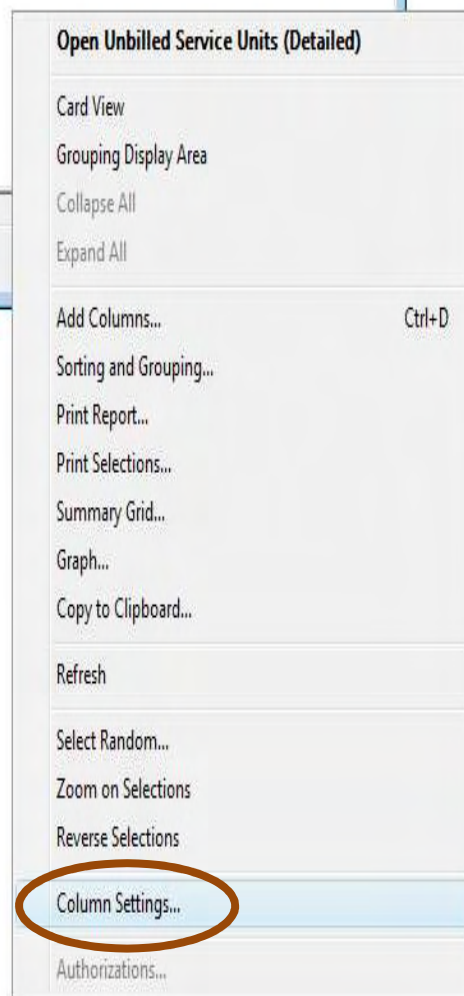 Open Unbilled Service Units (Detailed)
Card View
Grouping Display Area
Collapse All
Expand All
Add Columns... Ctrl+D
Sorting and Grouping...
Print Report...
Print Selections...
Summary Grid...
Graph...
Copy to Clipboard...
Refresh
Select Random...
Zoom on Selections
Reverse Selections
Column Settings...
Authorizations...